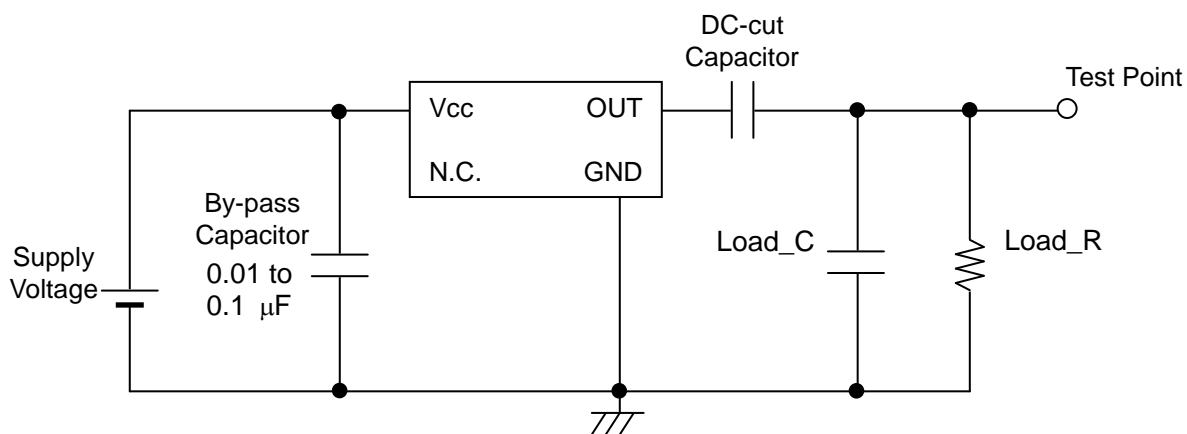 DC-cut
Capacitor
Test Point
Vcc
OUT
N.C.
GND
By-pass
Capacitor
0.01 to
0.1 μF
Supply
Voltage
Load_C
Load_R